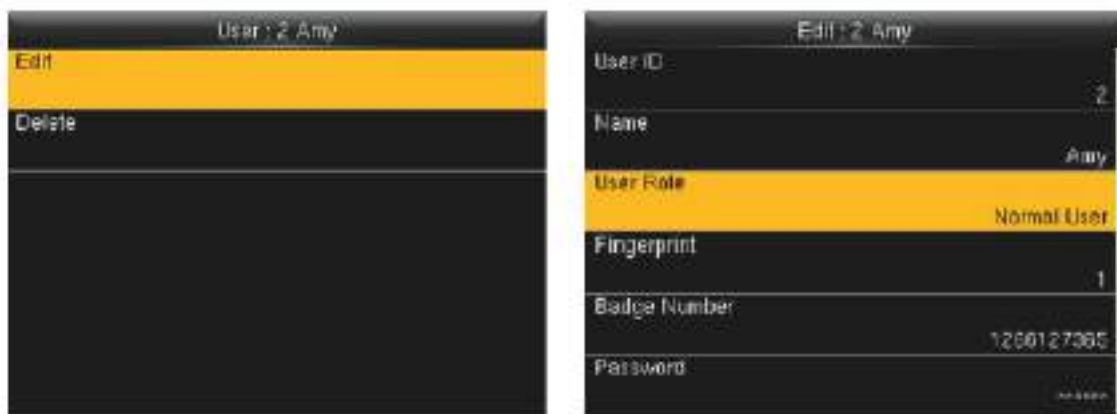 User : 2 Amy
Edit
Delete
Edit : 2 Amy
User ID
2
Name
Amy
User Role
Normal User
Fingerprint
1
Badge Number
Password
******